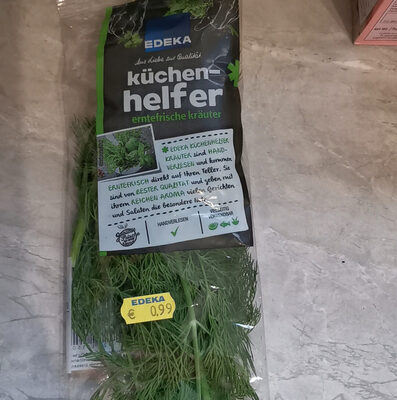 EDEKA
Aus Liebe zur Qualität
küchen-
helfer
erntefrische kräuter
EDEKA KÜCHENHELFER
KRÄUTER sind HAND-
VERLESEN und kommen
ERNTEFRISCH direkt auf Ihren Teller. Sie
sind von BESTER QUALITÄT und geben mit
ihrem REICHEN AROMA vielen Gerichten
und Salaten die besondere
HANDVERLESEN
VIELSEITIG
EDEKA
€ 0,99